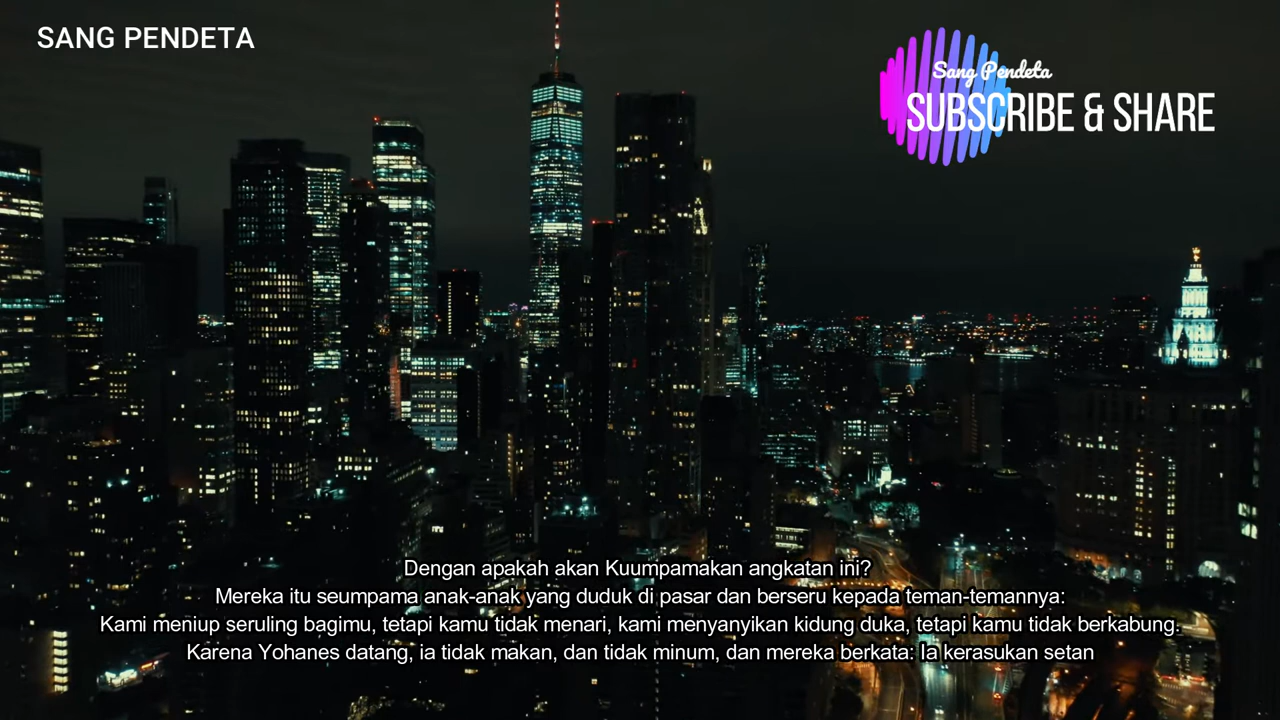 SANG PENDETA
Sang Pendeta
SUBSCRIBE & SHARE
Dengan apakah akan Kuumpamakan angkatan ini?
Mereka itu seumpama anak-anak yang duduk di pasar dan berseru kepada teman-temannya:
Kami meniup seruling bagimu, tetapi kamu tidak menari, kami menyanyikan kidung duka, tetapi kamu tidak berkabung.
Karena Yohanes datang, ia tidak makan, dan tidak minum, dan mereka berkata: Ia kerasukan setan